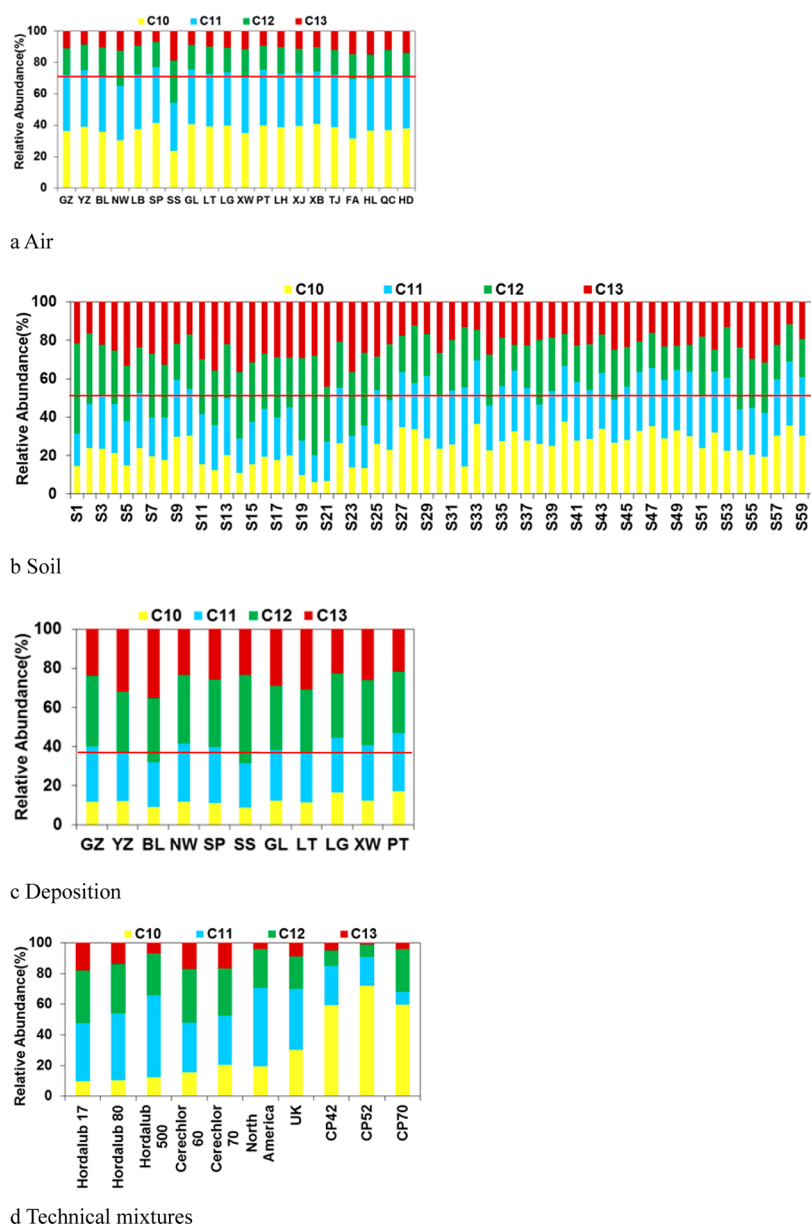 C10 C11 C12 C13
Relative Abundance(%)
100
80
60
40
20
0
GZ YZ BL NW LB SP SS GL LT LG XW PT LH XJ XB TJ FA HL QC HD
a Air
C10 C11 C12 C13
Relative Abundance(%)
100
80
60
40
20
0
S1 S3 S5 S7 S9 S11 S13 S15 S17 S19 S21 S23 S25 S27 S29 S31 S33 S35 S37 S39 S41 S43 S45 S47 S49 S51 S53 S55 S57 S59
b Soil
C10 C11 C12 C13
Relative Abundance(%)
100
80
60
40
20
0
GZ YZ BL NW SP SS GL LT LG XW PT
c Deposition
C10 C11 C12 C13
Relative Abundance(%)
100
80
60
40
20
0
Hordalub 17
Hordalub 80
Hordalub
500
Cerechlor
60
Cerechlor
70
North
America
UK
CP42
CP52
CP70
d Technical mixtures